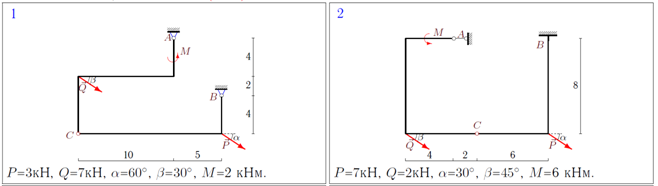 1
A
M
4
β
Q
2
B
4
C
α
P
10
5
P=3кН, Q=7кН, α=60°, β=30°, M=2 кНм.
2
M
A
B
8
C
Q
β
P
α
4
2
6
P=7кН, Q=2кН, α=30°, β=45°, M=6 кНм.